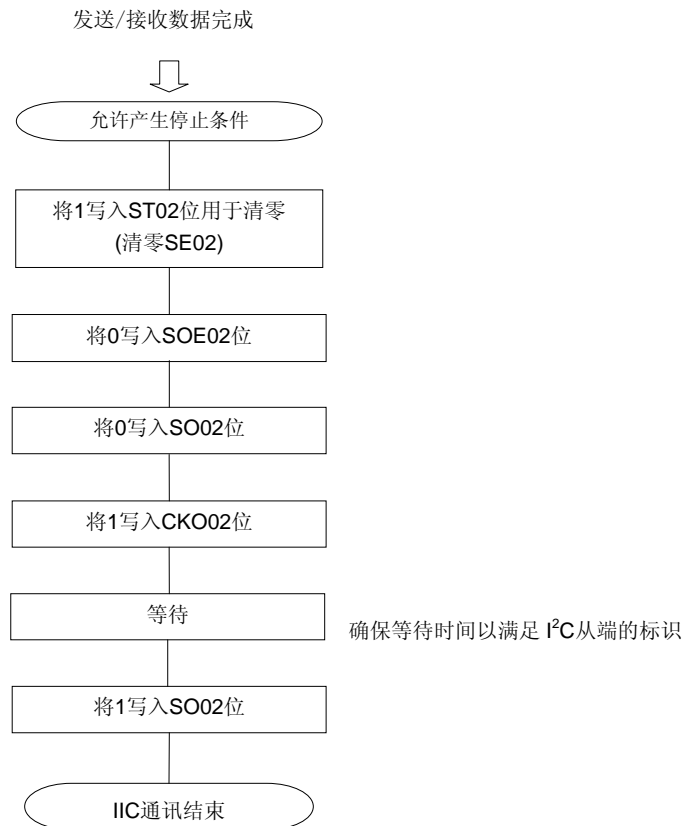 发送/接收数据完成
允许产生停止条件
将1写入ST02位用于清零
(清零SE02)
将0写入SOE02位
将0写入SO02位
将1写入CKO02位
等待
确保等待时间以满足 I²C从端的标识
将1写入SO02位
IIC通讯结束